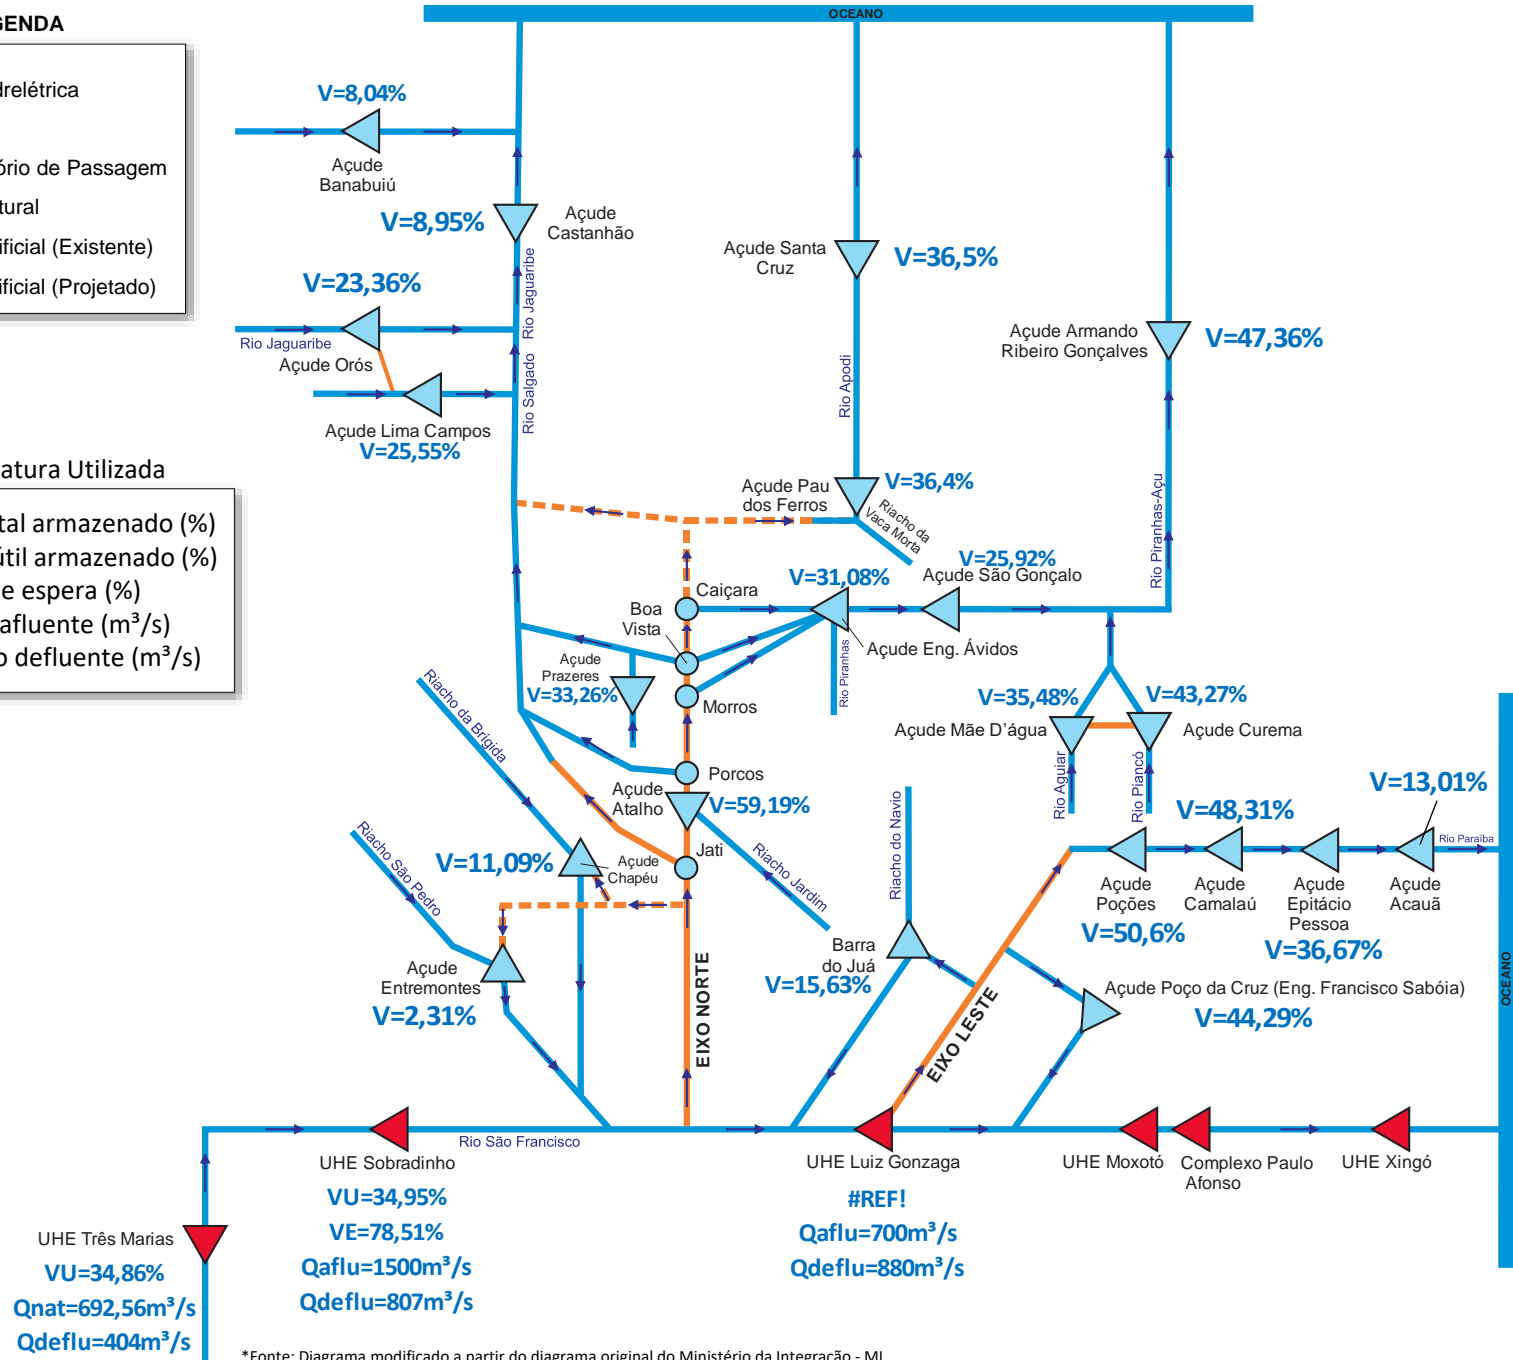 OCEANO
GENDA
drelétrica
ório de Passagem
tural
ificial (Existente)
ificial (Projetado)
V=8,04%
Açude
Banabuiú
V=8,95%
Açude
Castanhão
V=23,36%
Rio Jaguaribe
Rio Jaguaribe
Açude Orós
Rio Salgado
Açude Lima Campos
V=25,55%
Açude Santa
Cruz
V=36,5%
Rio Apodi
Açude Armando
Ribeiro Gonçalves
V=47,36%
Rio Piranhas-Açu
atura Utilizada
tal armazenado (%)
útil armazenado (%)
e espera (%)
afluente (m³/s)
o defluente (m³/s)
Açude Pau
dos Ferros
V=36,4%
Riacho da
Vaca Morta
V=25,92%
Açude São Gonçalo
V=31,08%
Caiçara
Boa
Vista
Açude Eng. Ávidos
Rio Piranhas
Açude
Prazeres
V=33,26%
Morros
Riacho da Brígida
V=35,48%
Açude Mãe D'água
V=43,27%
Açude Curema
Rio Aguiar
Rio Piancó
Porcos
Açude
Atalho
V=59,19%
Riacho do Navio
V=13,01%
V=48,31%
Rio Paraíba
Riacho São Pedro
V=11,09%
Açude
Chapéu
Jati
Riacho Jardim
Açude
Poções
V=50,6%
Açude
Camalaú
Açude
Epitácio
Pessoa
V=36,67%
Açude
Acauã
Açude
Entremontes
V=2,31%
EIXO NORTE
Barra
do Juá
V=15,63%
EIXO LESTE
Açude Poço da Cruz (Eng. Francisco Sabóia)
V=44,29%
OCEANO
Rio São Francisco
UHE Sobradinho
VU=34,95%
VE=78,51%
Qaflu=1500m³/s
Qdeflu=807m³/s
UHE Luiz Gonzaga
#REF!
Qaflu=700m³/s
Qdeflu=880m³/s
UHE Moxotó
Complexo Paulo
Afonso
UHE Xingó
UHE Três Marias
VU=34,86%
Qnat=692,56m³/s
Qdeflu=404m³/s
*Fonte: Diagrama modificado a partir do diagrama original do Ministério da Integração - MI